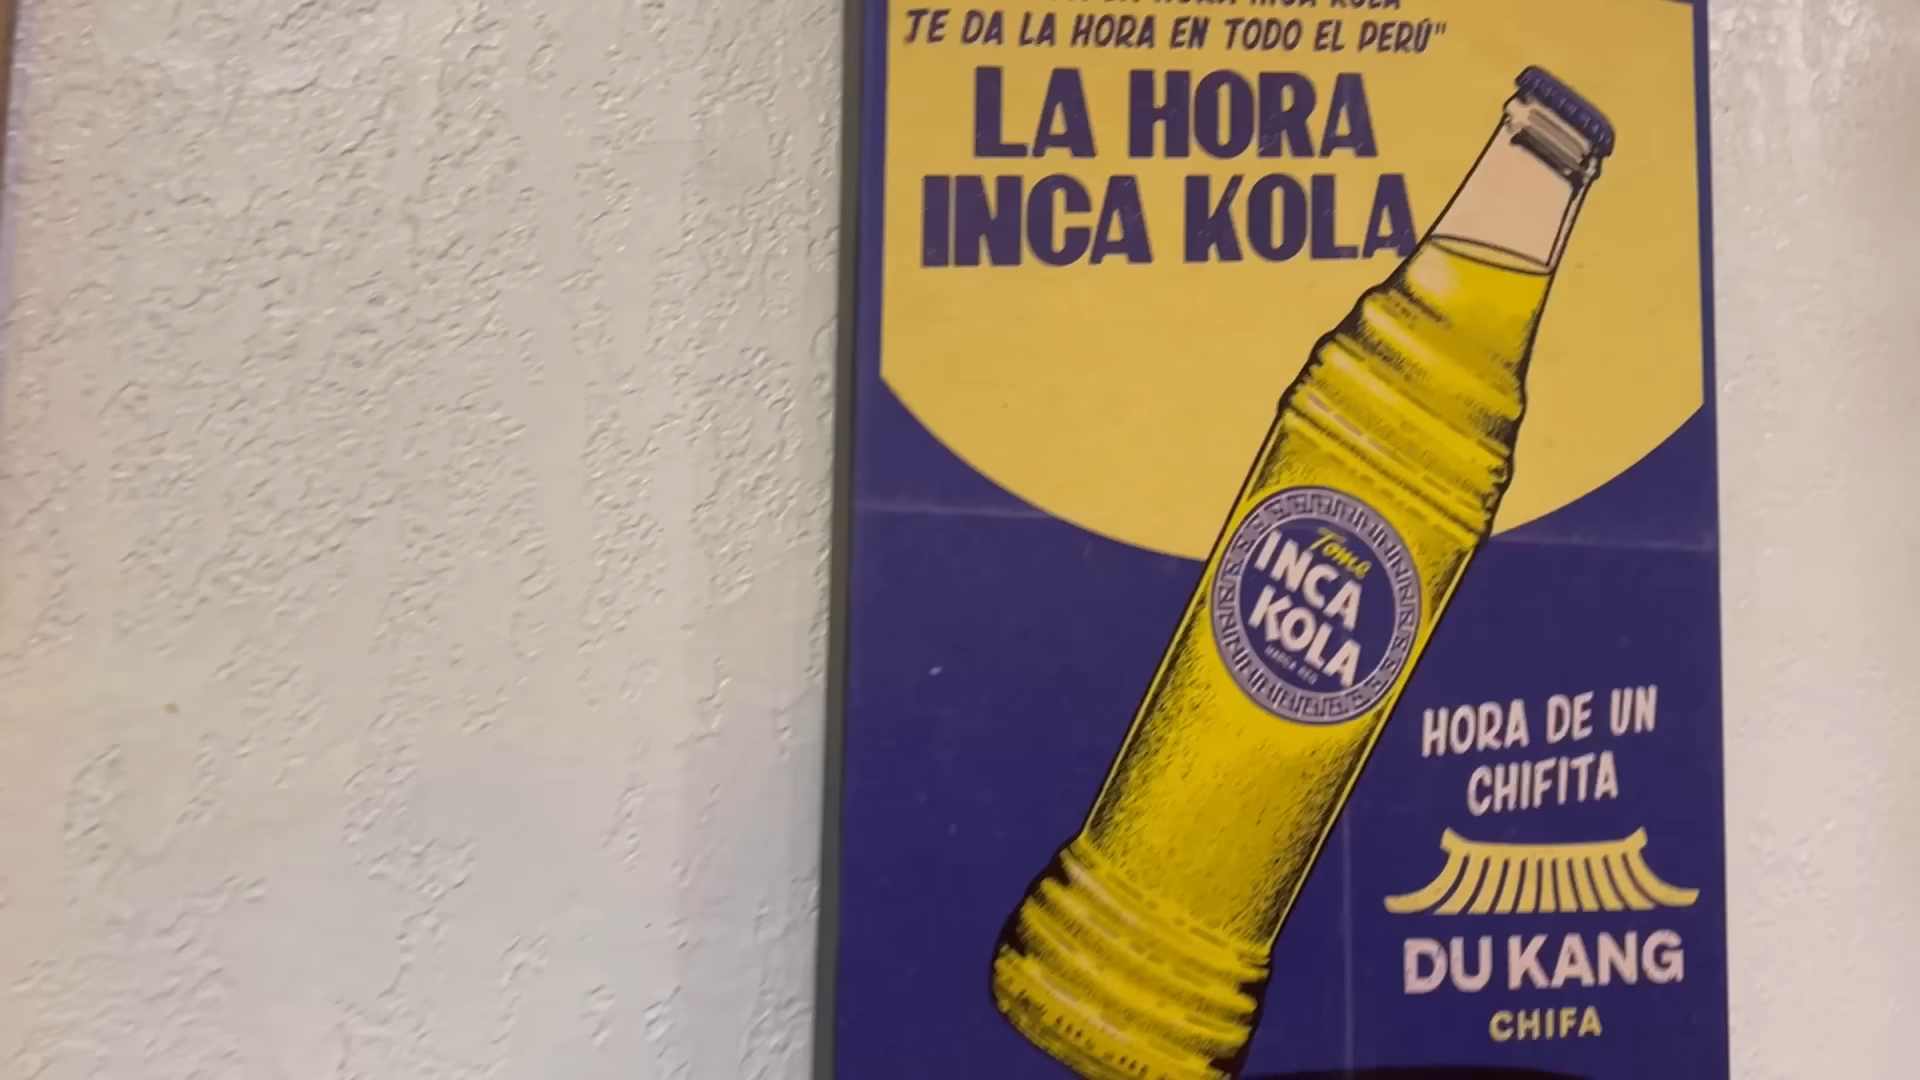 TE DA LA HORA EN TODO EL PERÚ"
LA HORA
INCA KOLA
Tome
INCA
KOLA
HORA DE UN
CHIFITA
DU KANG
CHIFA